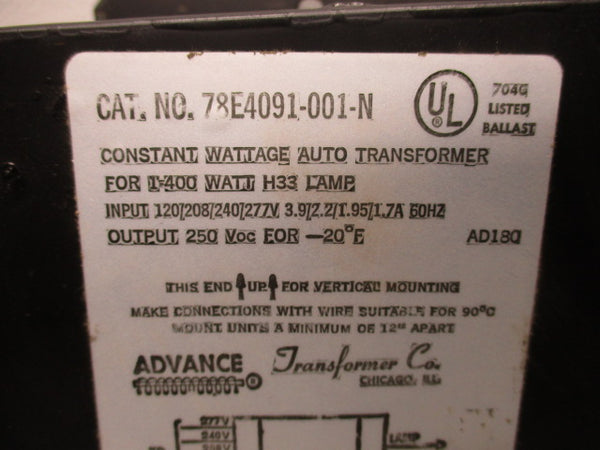 CAT. NO. 78E4091-001-N
UL
®
704G
LISTED
BALLAST
CONSTANT WATTAGE AUTO TRANSFORMER
FOR 1-400 WATT H33 LAMP
INPUT 120/208/240/277V 3.9/2.2/1.95/1.7A 60HZ
OUTPUT 250 VOC FOR -20°F
AD180
THIS END UP FOR VERTICAL MOUNTING
MAKE CONNECTIONS WITH WIRE SUITABLE FOR 90°C
MOUNT UNITS A MINIMUM OF 12" APART
ADVANCE ® Transformer Co.
CHICAGO, ILL.
277V
240V
LAMP